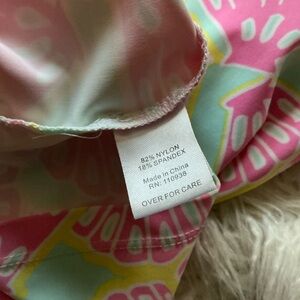 82% NYLON
18% SPANDEX
Made in China
RN: 110938
OVER FOR CARE